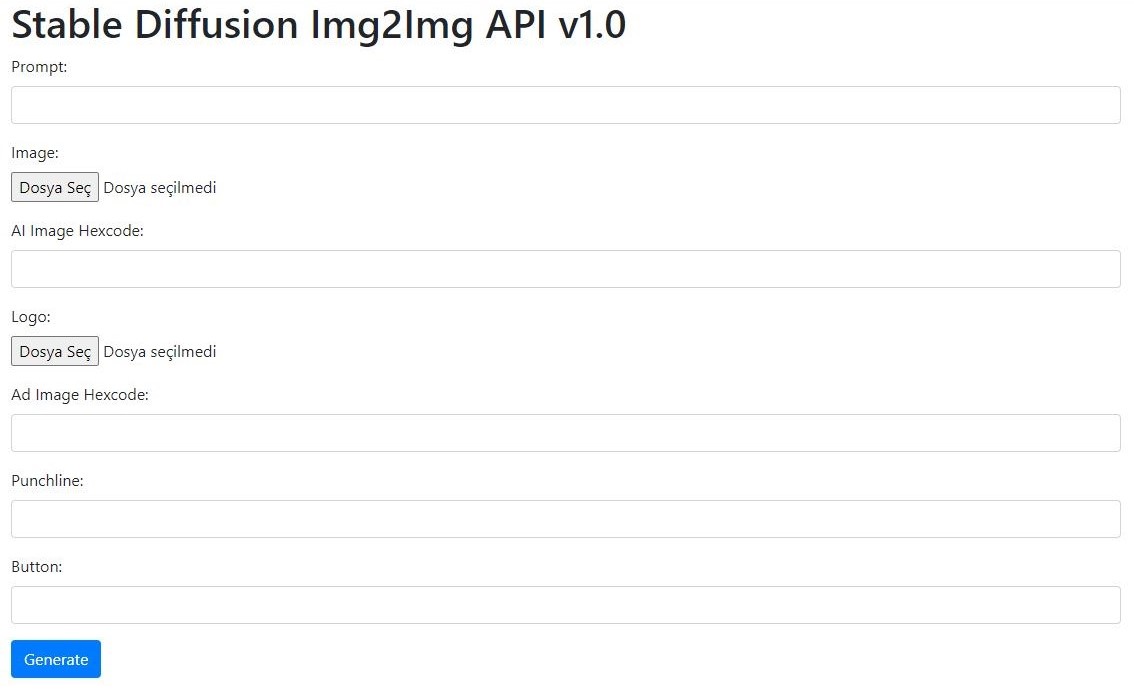 Stable Diffusion Img2Img API v1.0
Prompt:
Image:
Dosya Seç Dosya seçilmedi
AI Image Hexcode:
Logo:
Dosya Seç Dosya seçilmedi
Ad Image Hexcode:
Punchline:
Button:
Generate